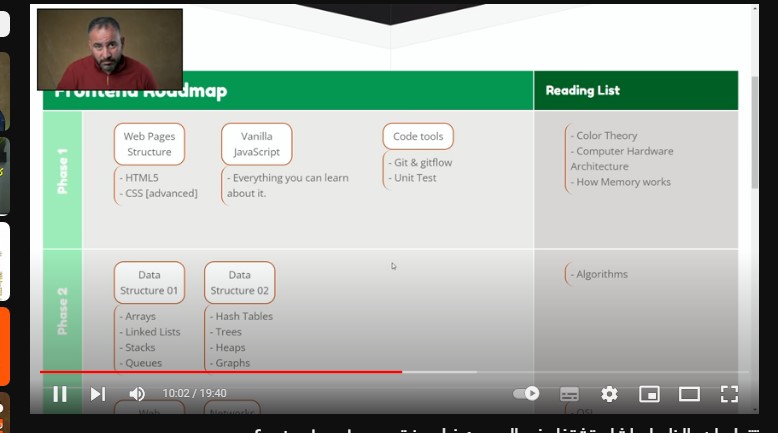 Frontend Roadmap
Reading List
Phase 1
Web Pages
Structure
- HTML5
- CSS [advanced]
Vanilla
JavaScript
- Everything you can learn
about it.
Code tools
- Git & gitflow
- Unit Test
- Color Theory
- Computer Hardware
Architecture
- How Memory works
Phase 2
Data
Structure 01
- Arrays
- Linked Lists
- Stacks
- Queues
Data
Structure 02
- Hash Tables
- Trees
- Heaps
- Graphs
- Algorithms
Web
Networks
- OSI
10:02 / 19:40